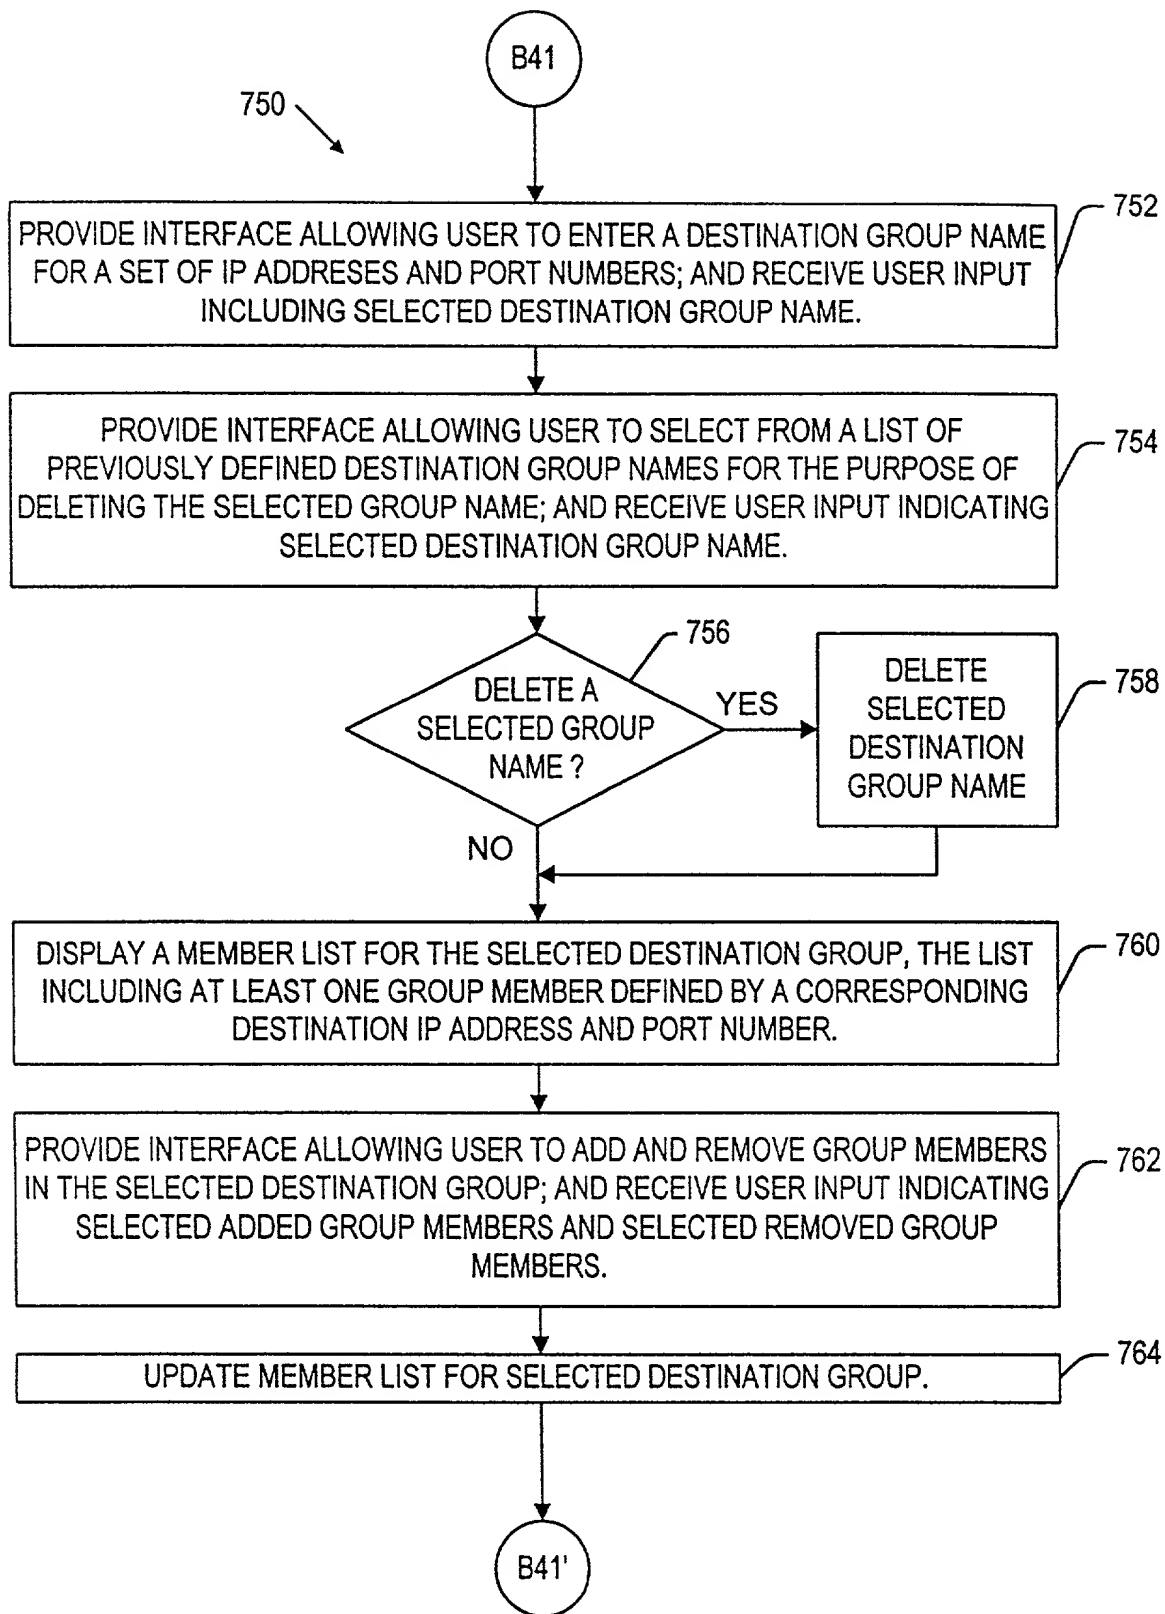 B41
750
752
PROVIDE INTERFACE ALLOWING USER TO ENTER A DESTINATION GROUP NAME
FOR A SET OF IP ADDRESES AND PORT NUMBERS; AND RECEIVE USER INPUT
INCLUDING SELECTED DESTINATION GROUP NAME.
754
PROVIDE INTERFACE ALLOWING USER TO SELECT FROM A LIST OF
PREVIOUSLY DEFINED DESTINATION GROUP NAMES FOR THE PURPOSE OF
DELETING THE SELECTED GROUP NAME; AND RECEIVE USER INPUT INDICATING
SELECTED DESTINATION GROUP NAME.
756
DELETE A
SELECTED GROUP
NAME ?
YES
758
DELETE
SELECTED
DESTINATION
GROUP NAME
NO
760
DISPLAY A MEMBER LIST FOR THE SELECTED DESTINATION GROUP, THE LIST
INCLUDING AT LEAST ONE GROUP MEMBER DEFINED BY A CORRESPONDING
DESTINATION IP ADDRESS AND PORT NUMBER.
762
PROVIDE INTERFACE ALLOWING USER TO ADD AND REMOVE GROUP MEMBERS
IN THE SELECTED DESTINATION GROUP; AND RECEIVE USER INPUT INDICATING
SELECTED ADDED GROUP MEMBERS AND SELECTED REMOVED GROUP
MEMBERS.
764
UPDATE MEMBER LIST FOR SELECTED DESTINATION GROUP.
B41'